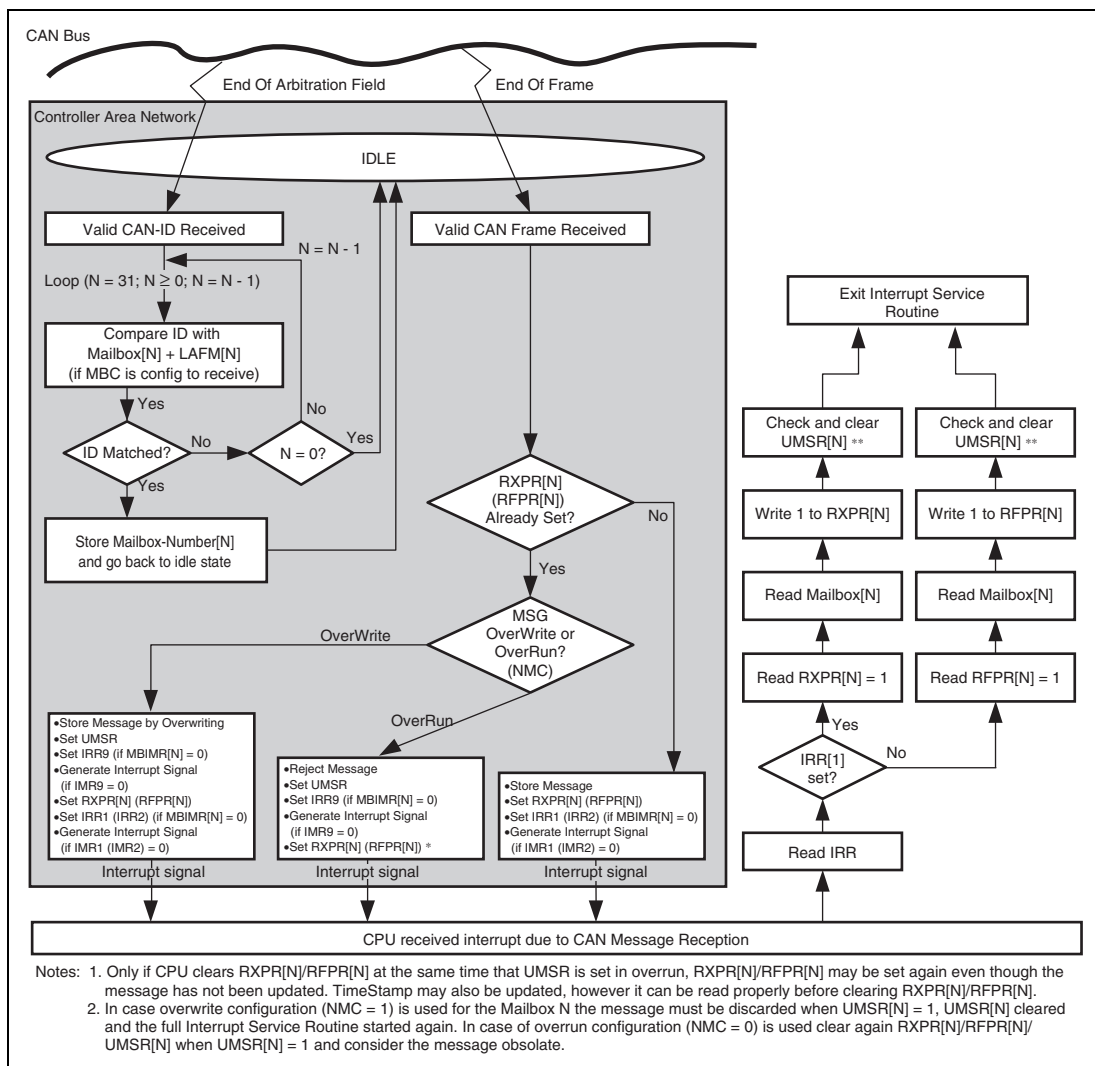 CAN Bus
End Of Arbitration Field
End Of Frame
Controller Area Network
IDLE
Valid CAN-ID Received
Valid CAN Frame Received
N = N - 1
Loop (N = 31; N ≥ 0; N = N - 1)
Compare ID with
Mailbox[N] + LAFM[N]
(if MBC is config to receive)
Yes
No
ID Matched?
No
N = 0?
Yes
Yes
Store Mailbox-Number[N]
and go back to idle state
RXPR[N]
(RFPR[N])
Already Set?
No
Yes
MSG
OverWrite or
OverRun?
(NMC)
OverWrite
OverRun
•Store Message by Overwriting
•Set UMSR
•Set IRR9 (if MBIMR[N] = 0)
•Generate Interrupt Signal
(if IMR9 = 0)
•Set RXPR[N] (RFPR[N])
•Set IRR1 (IRR2) (if MBIMR[N] = 0)
•Generate Interrupt Signal
(if IMR1 (IMR2) = 0)
•Reject Message
•Set UMSR
•Set IRR9 (if MBIMR[N] = 0)
•Generate Interrupt Signal
(if IMR9 = 0)
•Set RXPR[N] (RFPR[N]) *
•Store Message
•Set RXPR[N] (RFPR[N])
•Set IRR1 (IRR2) (if MBIMR[N] = 0)
•Generate Interrupt Signal
(if IMR1 (IMR2) = 0)
Interrupt signal
Interrupt signal
Interrupt signal
Exit Interrupt Service
Routine
Check and clear
UMSR[N] **
Check and clear
UMSR[N] **
Write 1 to RXPR[N]
Write 1 to RFPR[N]
Read Mailbox[N]
Read Mailbox[N]
Read RXPR[N] = 1
Read RFPR[N] = 1
Yes
No
IRR[1]
set?
Read IRR
CPU received interrupt due to CAN Message Reception
Notes: 1. Only if CPU clears RXPR[N]/RFPR[N] at the same time that UMSR is set in overrun, RXPR[N]/RFPR[N] may be set again even though the
message has not been updated. TimeStamp may also be updated, however it can be read properly before clearing RXPR[N]/RFPR[N].
2. In case overwrite configuration (NMC = 1) is used for the Mailbox N the message must be discarded when UMSR[N] = 1, UMSR[N] cleared
and the full Interrupt Service Routine started again. In case of overrun configuration (NMC = 0) is used clear again RXPR[N]/RFPR[N]/
UMSR[N] when UMSR[N] = 1 and consider the message obsolate.